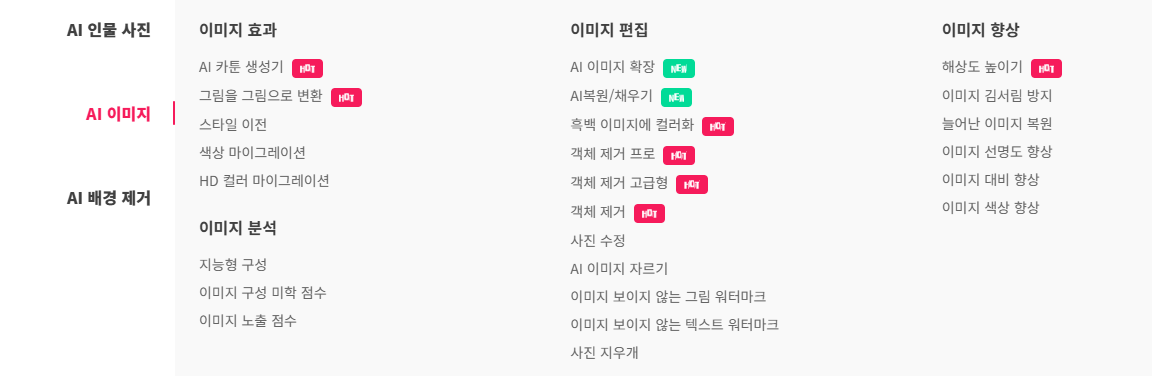 AI 인물 사진
AI 이미지
AI 배경 제거
이미지 효과
AI 카툰 생성기 HOT
그림을 그림으로 변환 HOT
스타일 이전
색상 마이그레이션
HD 컬러 마이그레이션
이미지 분석
지능형 구성
이미지 구성 미학 점수
이미지 노출 점수
이미지 편집
AI 이미지 확장 NEW
AI복원/채우기 NEW
흑백 이미지에 컬러화 HOT
객체 제거 프로 HOT
객체 제거 고급형 HOT
객체 제거 HOT
사진 수정
AI 이미지 자르기
이미지 보이지 않는 그림 워터마크
이미지 보이지 않는 텍스트 워터마크
사진 지우개
이미지 향상
해상도 높이기 HOT
이미지 김서림 방지
늘어난 이미지 복원
이미지 선명도 향상
이미지 대비 향상
이미지 색상 향상